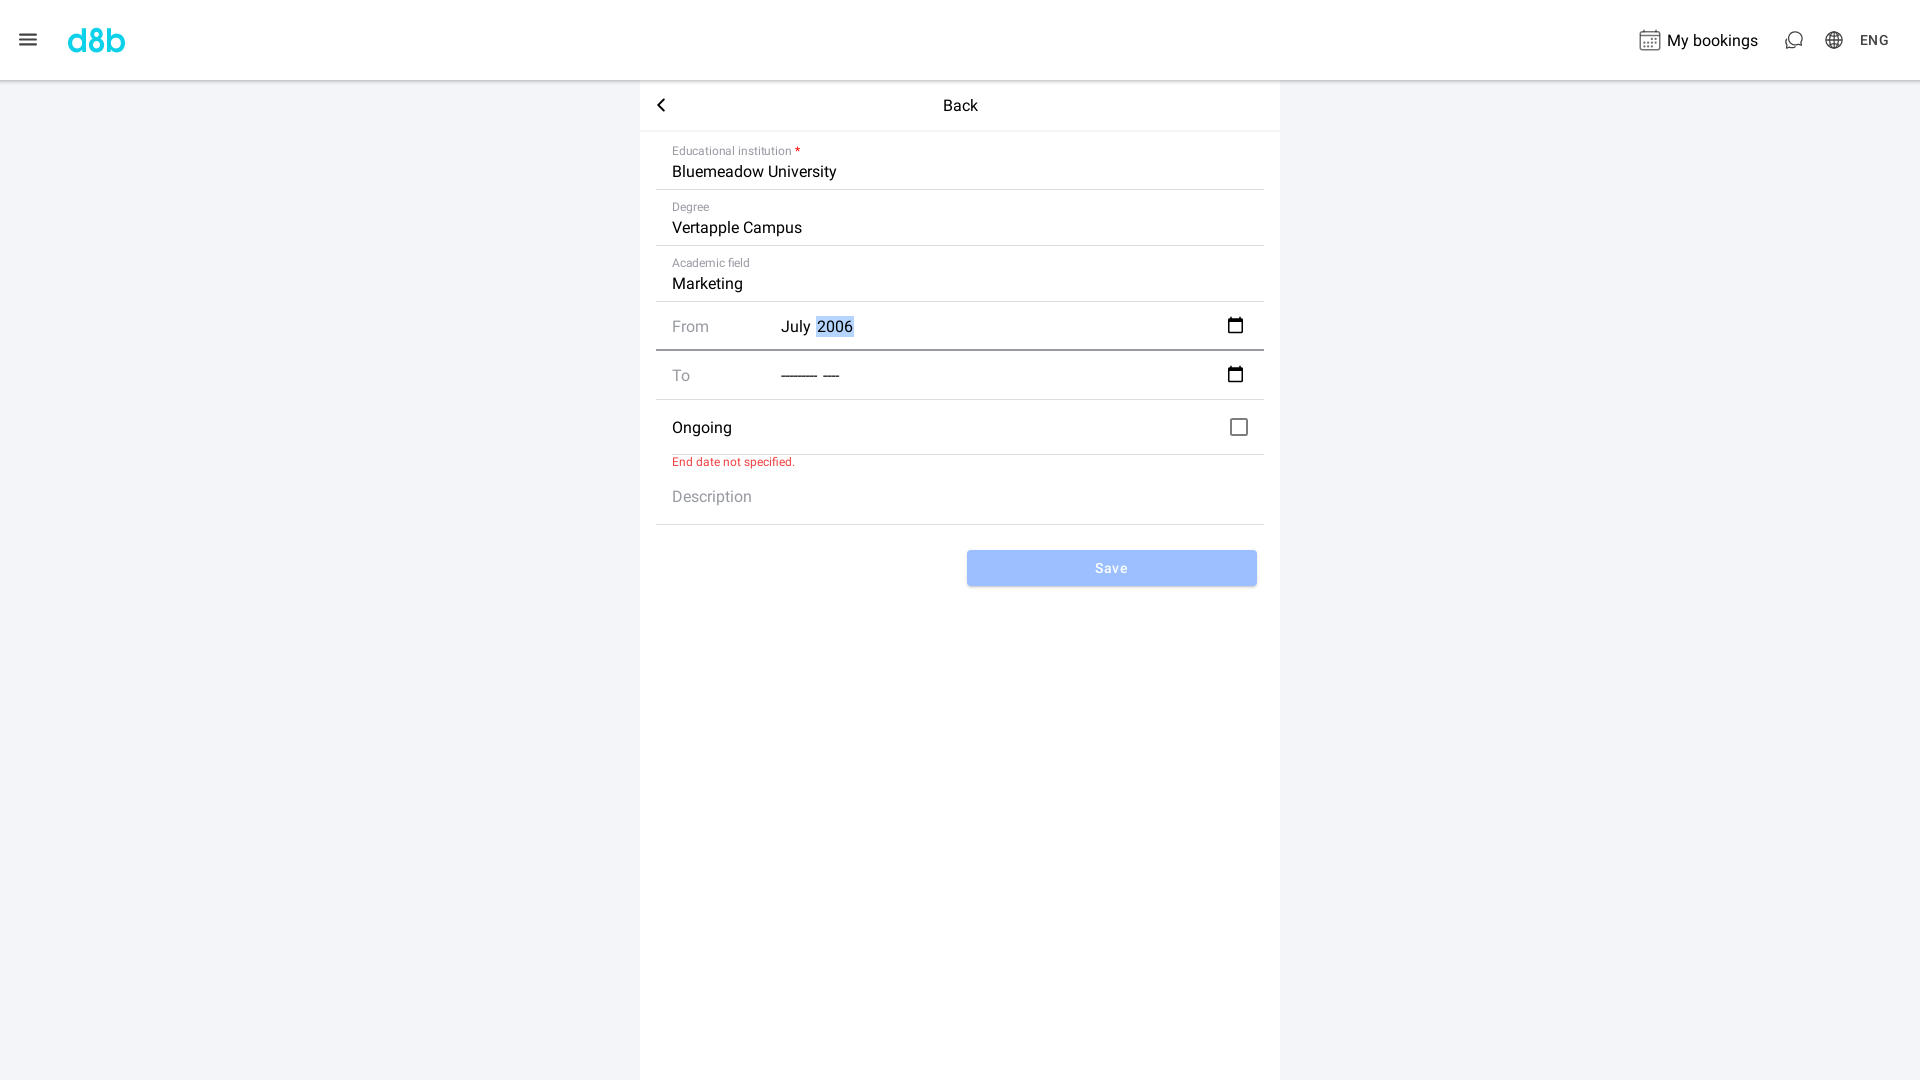 d8b
My bookings
ENG
Back
Educational institution *
Bluemeadow University
Degree
Vertapple Campus
Academic field
Marketing
From July 2006
To --------- ----
Ongoing
End date not specified.
Description
Save